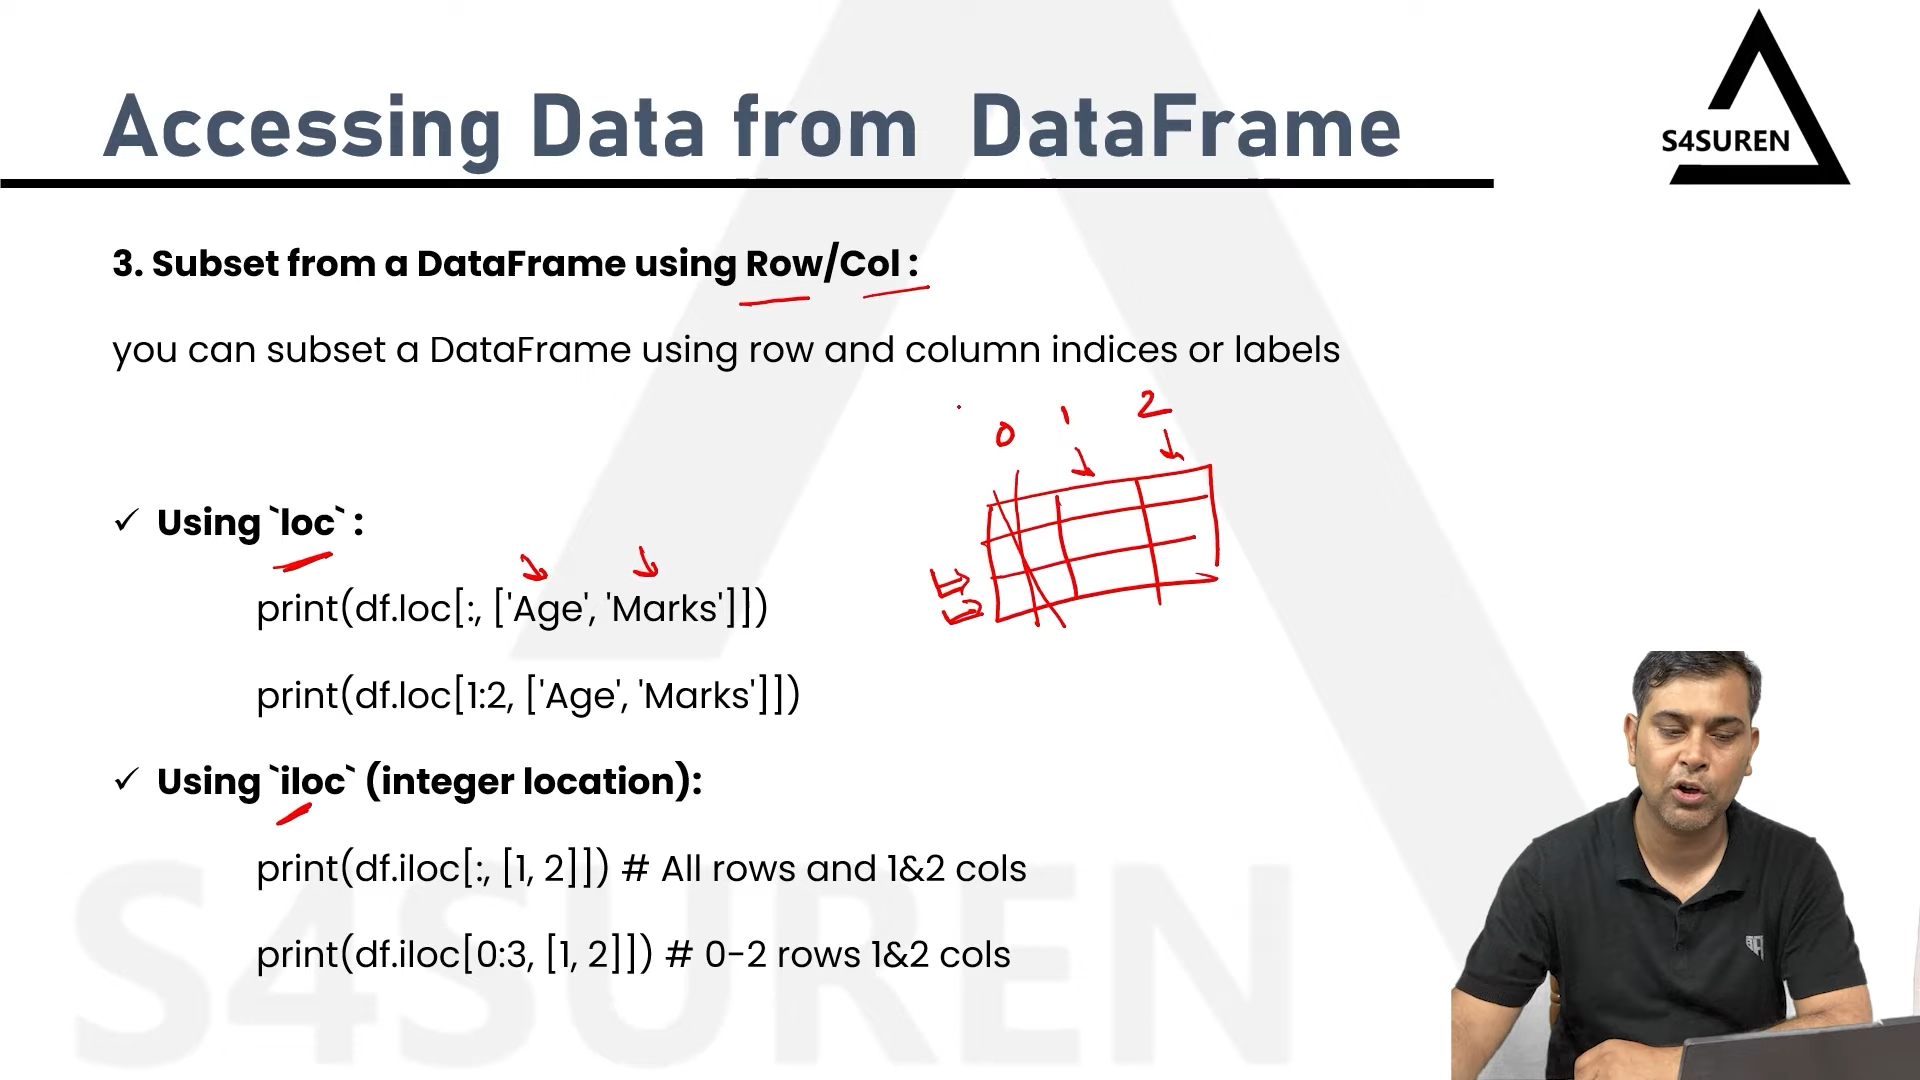 Accessing Data from DataFrame
S4SUREN
3. Subset from a DataFrame using Row/Col :
you can subset a DataFrame using row and column indices or labels
0 1 2
✓ Using `loc` :
print(df.loc[:, ['Age', 'Marks']])
print(df.loc[1:2, ['Age', 'Marks']])
✓ Using `iloc` (integer location):
print(df.iloc[:, [1, 2]]) # All rows and 1&2 cols
print(df.iloc[0:3, [1, 2]]) # 0-2 rows 1&2 cols
S4SUREN